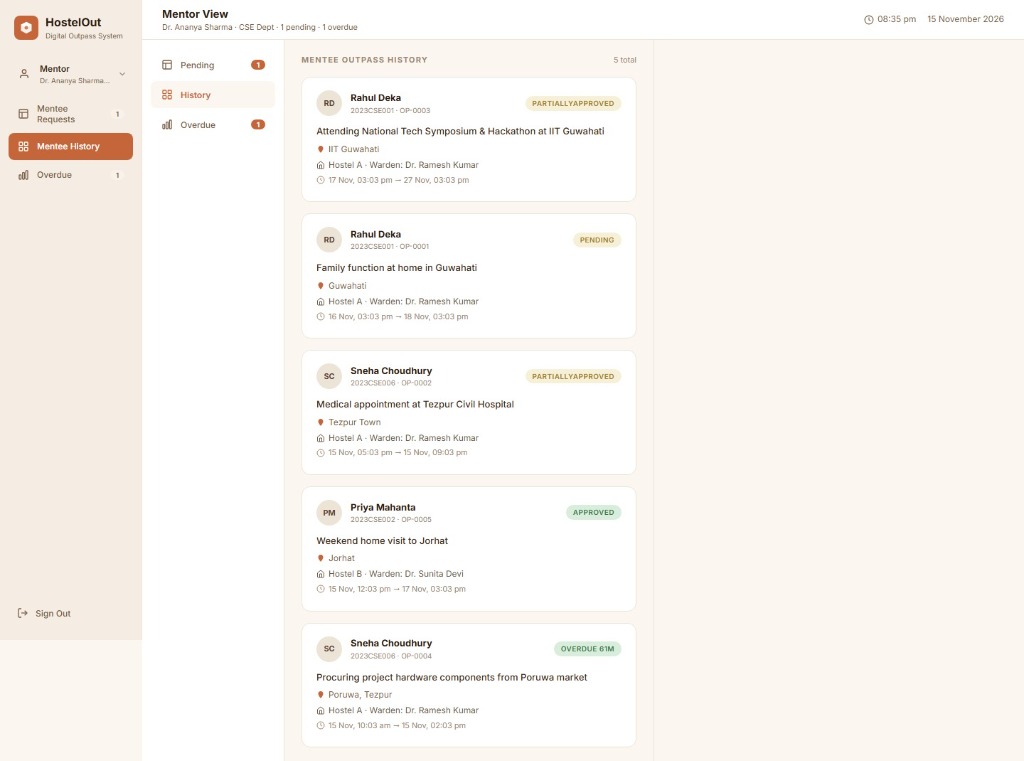 HostelOut
Digital Outpass System
Mentor
Dr. Ananya Sharma...
Mentee Requests 1
Mentee History
Overdue 1
Sign Out
Mentor View
Dr. Ananya Sharma · CSE Dept · 1 pending · 1 overdue
08:35 pm 15 November 2026
Pending 1
History
Overdue 1
MENTEE OUTPASS HISTORY 5 total
RD Rahul Deka PARTIALLYAPPROVED
2023CSE001 · OP-0003
Attending National Tech Symposium & Hackathon at IIT Guwahati
IIT Guwahati
Hostel A · Warden: Dr. Ramesh Kumar
17 Nov, 03:03 pm → 27 Nov, 03:03 pm
RD Rahul Deka PENDING
2023CSE001 · OP-0001
Family function at home in Guwahati
Guwahati
Hostel A · Warden: Dr. Ramesh Kumar
16 Nov, 03:03 pm → 18 Nov, 03:03 pm
SC Sneha Choudhury PARTIALLYAPPROVED
2023CSE006 · OP-0002
Medical appointment at Tezpur Civil Hospital
Tezpur Town
Hostel A · Warden: Dr. Ramesh Kumar
15 Nov, 05:03 pm → 15 Nov, 09:03 pm
PM Priya Mahanta APPROVED
2023CSE002 · OP-0005
Weekend home visit to Jorhat
Jorhat
Hostel B · Warden: Dr. Sunita Devi
15 Nov, 12:03 pm → 17 Nov, 03:03 pm
SC Sneha Choudhury OVERDUE 61M
2023CSE006 · OP-0004
Procuring project hardware components from Poruwa market
Poruwa, Tezpur
Hostel A · Warden: Dr. Ramesh Kumar
15 Nov, 10:03 am → 15 Nov, 02:03 pm